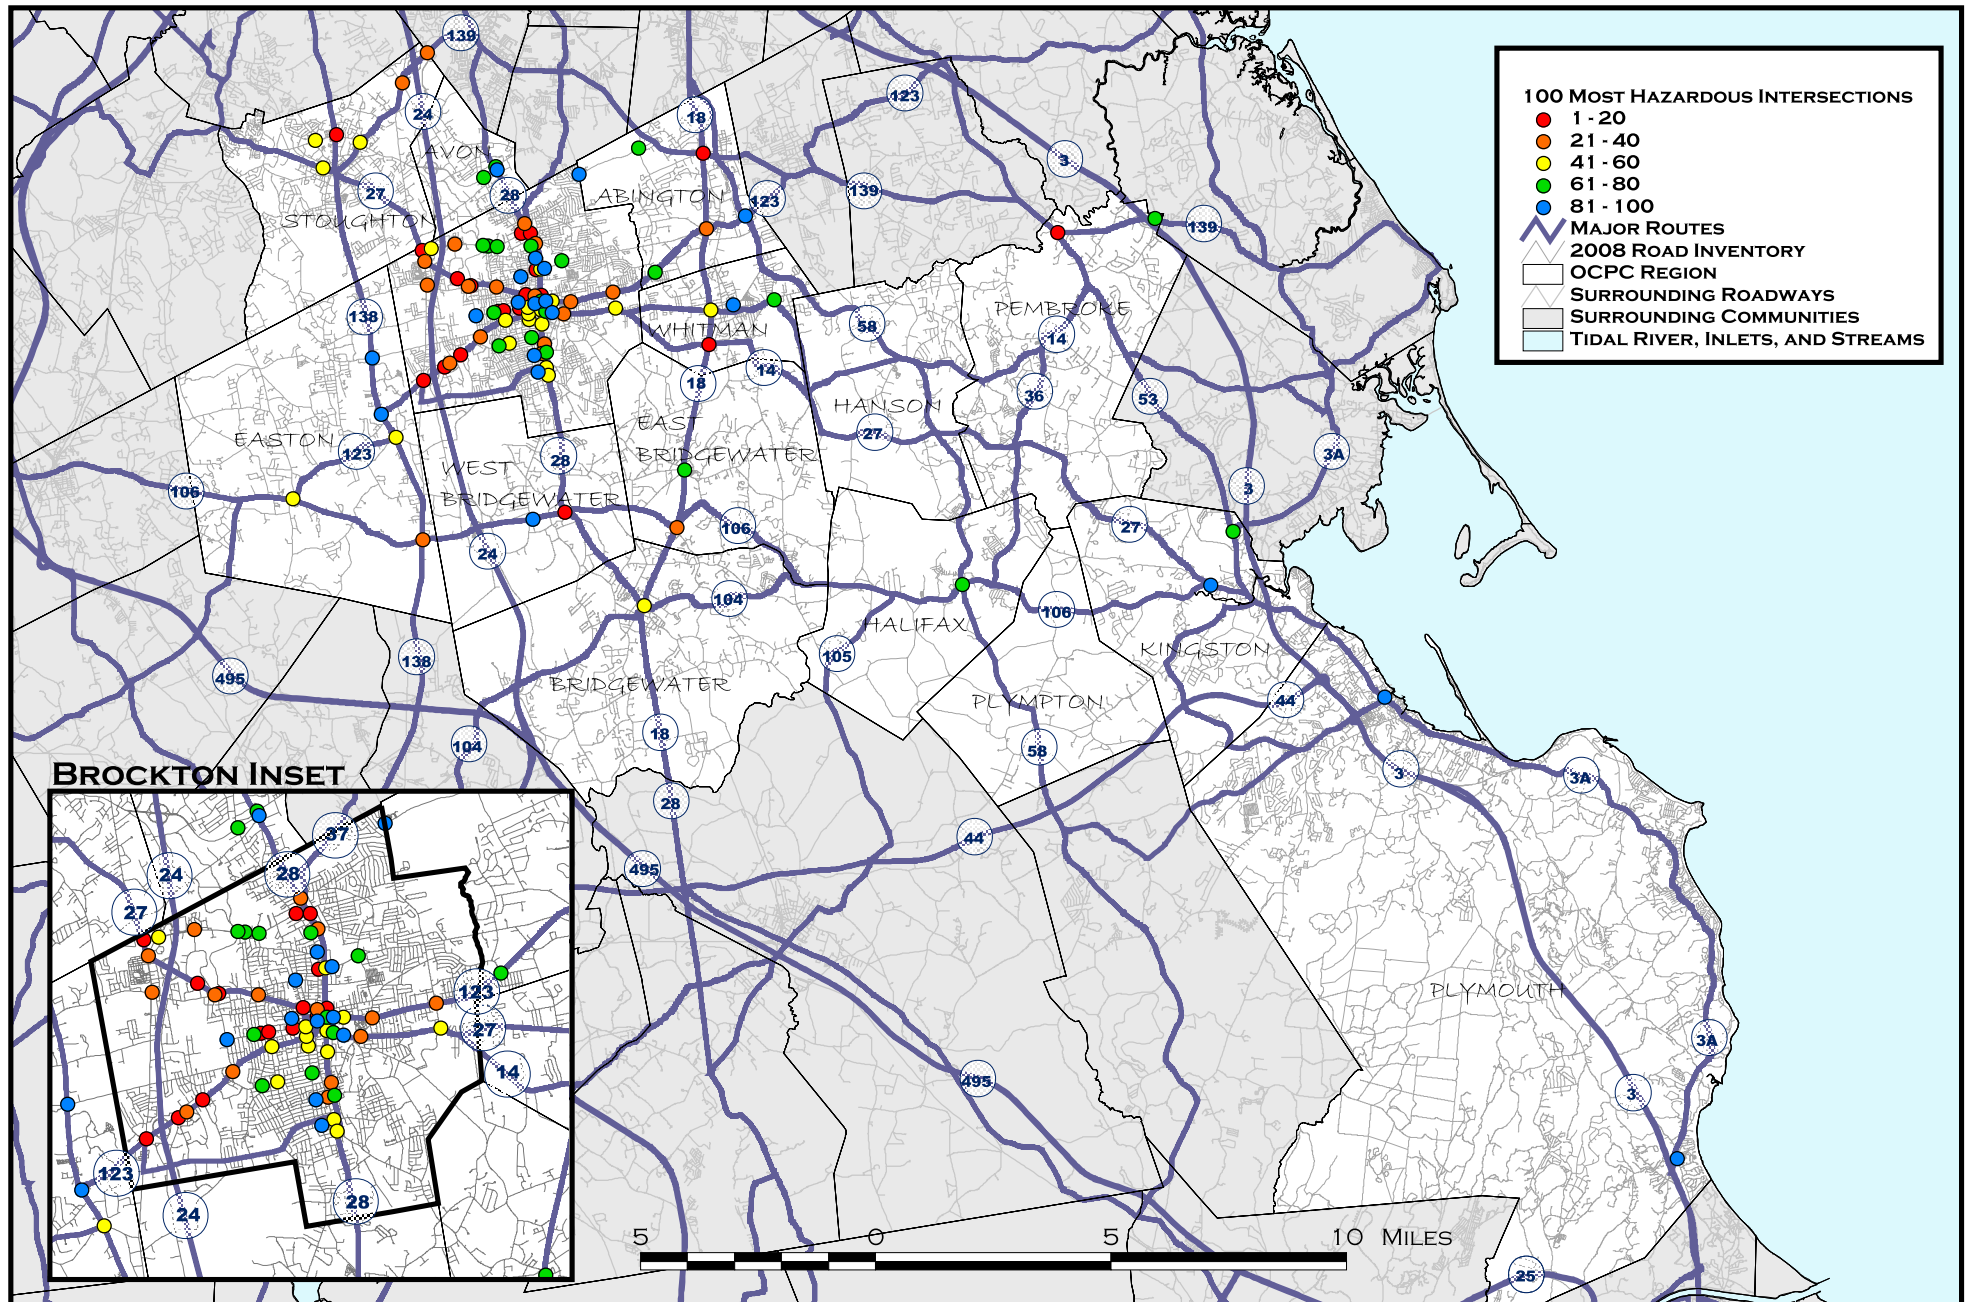 139
123
24
18
3
AVON
27
28
ABINGTON
123
139
139
STOUGHTON
100 MOST HAZARDOUS INTERSECTIONS
1 - 20
21 - 40
41 - 60
61 - 80
81 - 100
MAJOR ROUTES
2008 ROAD INVENTORY
OCPC REGION
SURROUNDING ROADWAYS
SURROUNDING COMMUNITIES
TIDAL RIVER, INLETS, AND STREAMS
138
WHITMAN
58
PEMBROKE
14
18
14
36
53
HANSON
27
EASTON
123
EAST
BRIDGEWATER
28
WEST
BRIDGEWATER
3A
3
106
106
27
24
104
106
HALIFAX
105
KINGSTON
138
495
BRIDGEWATER
PLYMPTON
44
18
104
58
3
3A
28
44
495
PLYMOUTH
3A
495
3
25
BROCKTON INSET
37
24
28
27
123
27
14
123
24
28
5 0 5 10 MILES